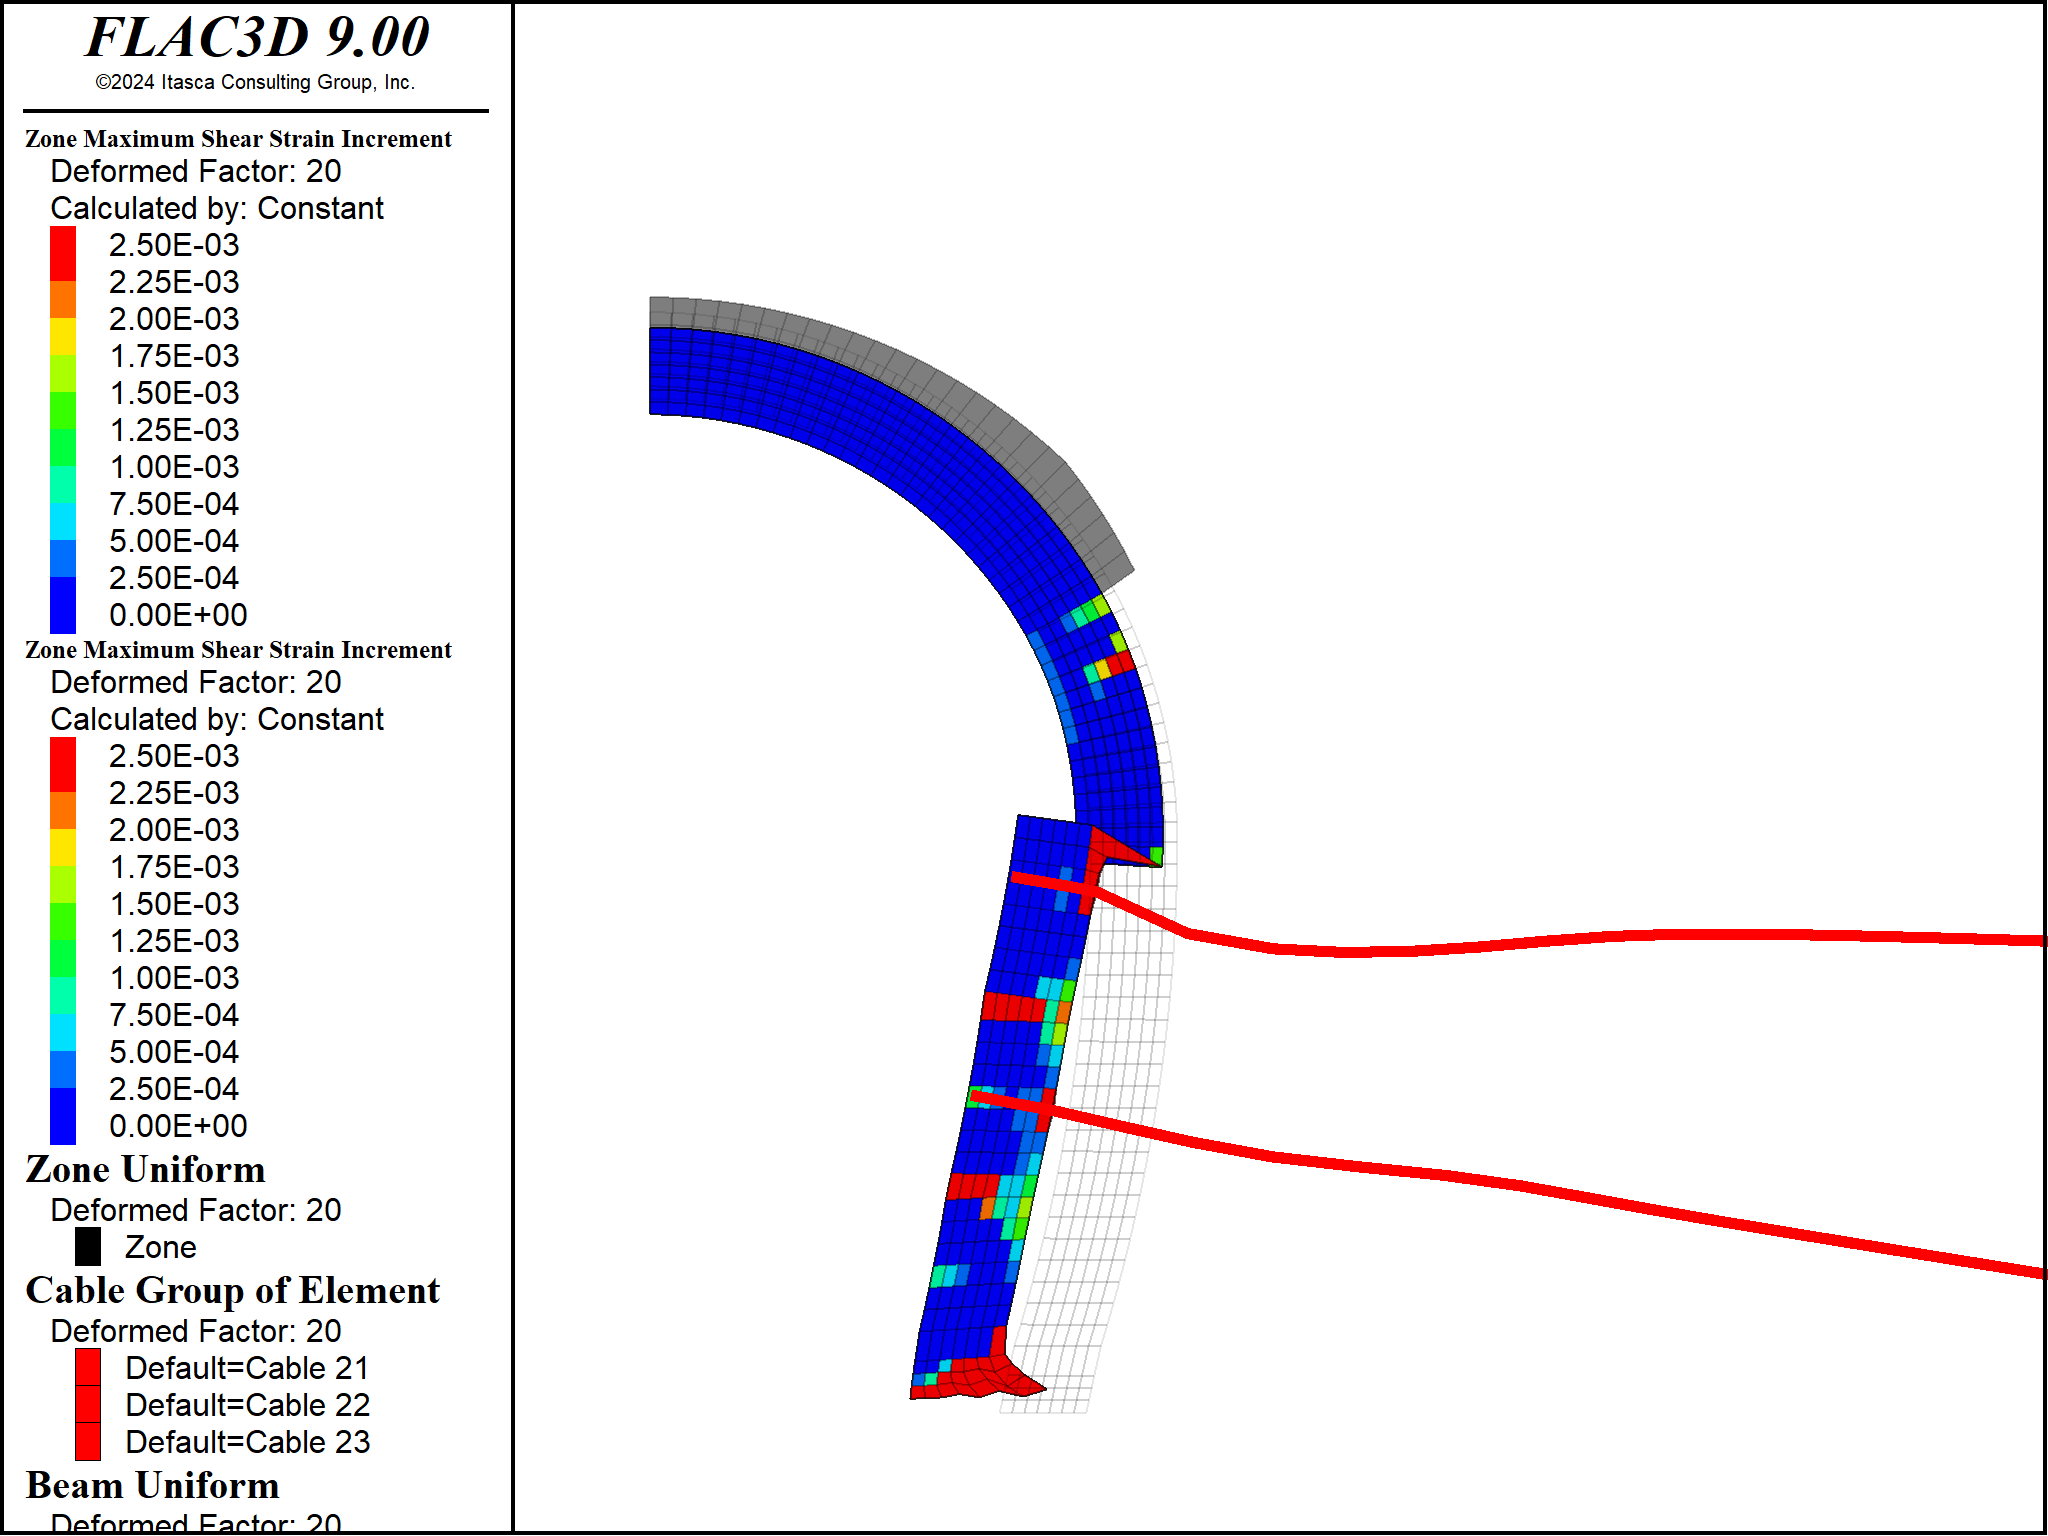 FLAC3D 9.00
©2024 Itasca Consulting Group, Inc.
Zone Maximum Shear Strain Increment
Deformed Factor: 20
Calculated by: Constant
2.50E-03
2.25E-03
2.00E-03
1.75E-03
1.50E-03
1.25E-03
1.00E-03
7.50E-04
5.00E-04
2.50E-04
0.00E+00
Zone Maximum Shear Strain Increment
Deformed Factor: 20
Calculated by: Constant
2.50E-03
2.25E-03
2.00E-03
1.75E-03
1.50E-03
1.25E-03
1.00E-03
7.50E-04
5.00E-04
2.50E-04
0.00E+00
Zone Uniform
Deformed Factor: 20
Zone
Cable Group of Element
Deformed Factor: 20
Default=Cable 21
Default=Cable 22
Default=Cable 23
Beam Uniform
Deformed Factor: 20